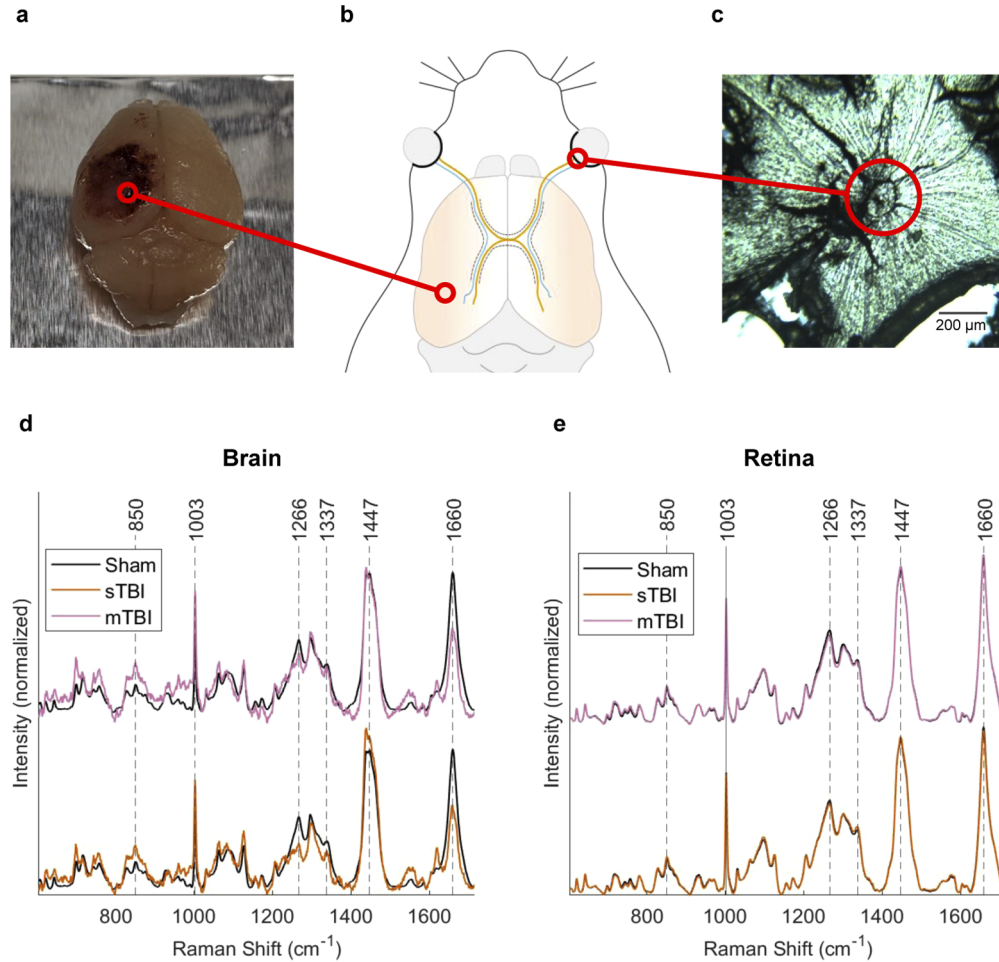 a
b
c
200 µm
d
Brain
850
1003
1266
1337
1447
1660
Sham
sTBI
mTBI
Intensity (normalized)
800
1000
1200
1400
1600
Raman Shift (cm⁻¹)
e
Retina
850
1003
1266
1337
1447
1660
Sham
sTBI
mTBI
Intensity (normalized)
800
1000
1200
1400
1600
Raman Shift (cm⁻¹)